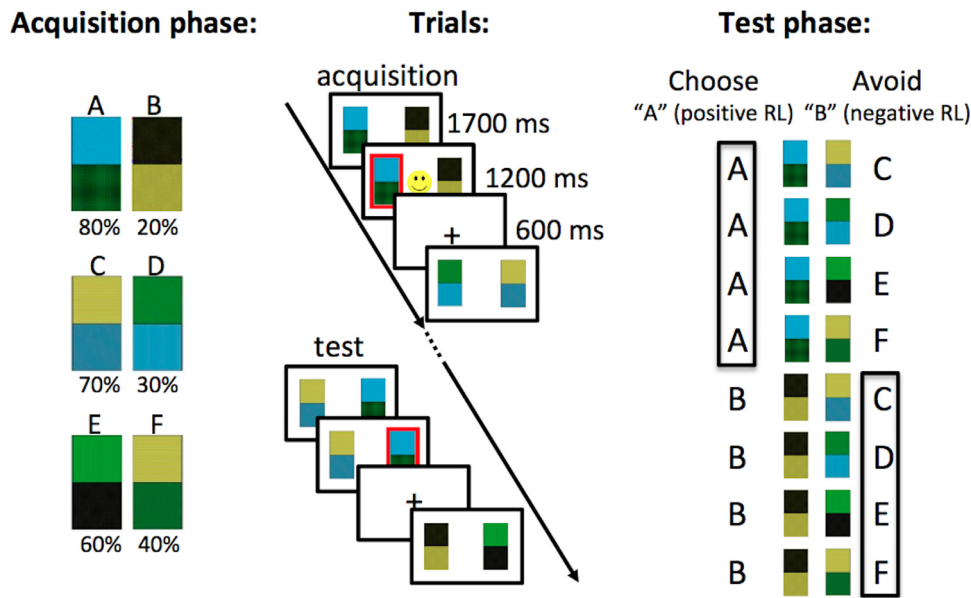 Acquisition phase:
A B
80% 20%
C D
70% 30%
E F
60% 40%
Trials:
acquisition
1700 ms
1200 ms
+ 600 ms
test
+
Test phase:
Choose Avoid
“A” (positive RL) “B” (negative RL)
A C
A D
A E
A F
B C
B D
B E
B F